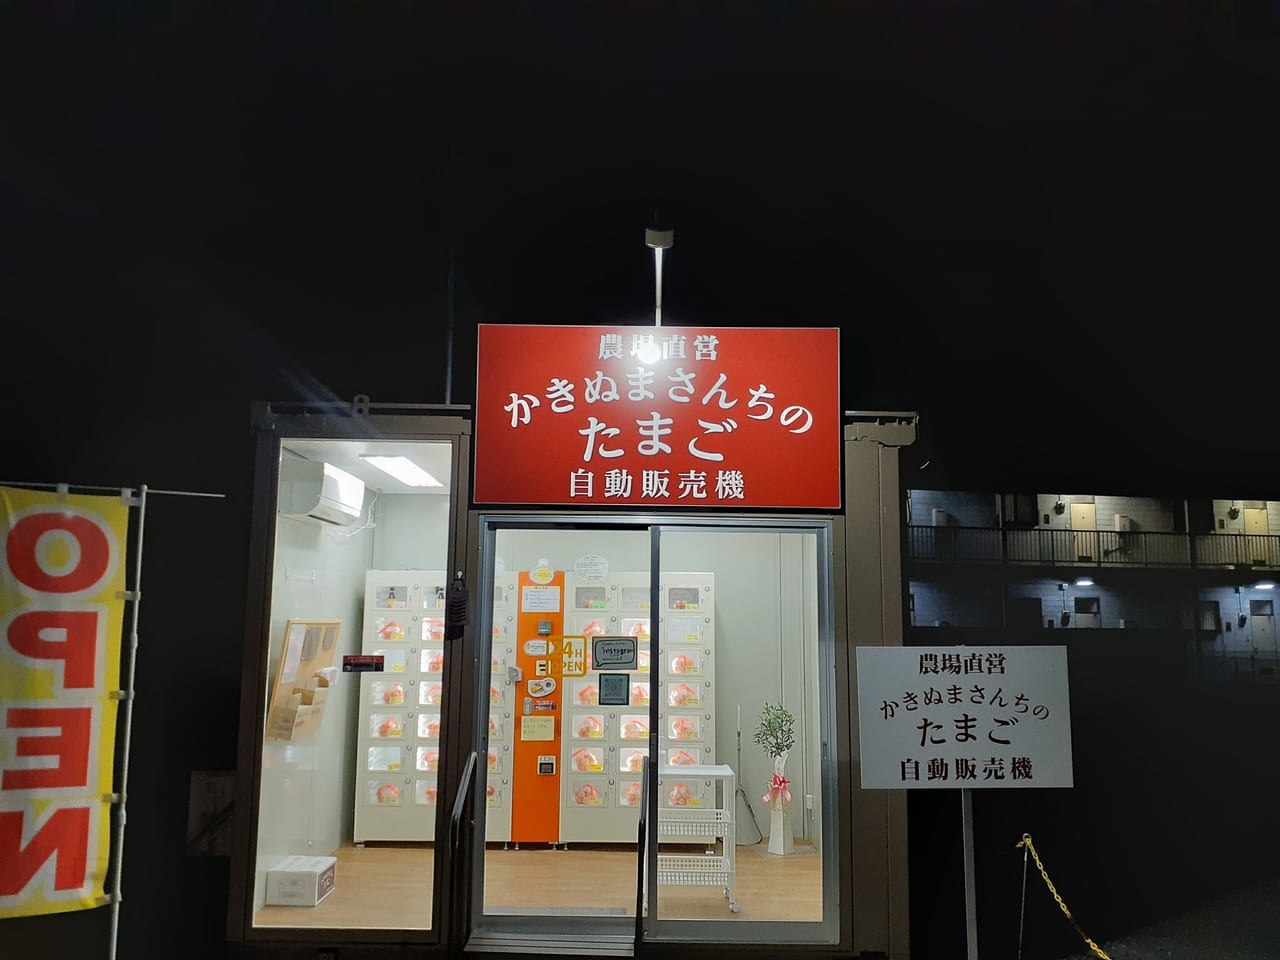 農場直営
かきぬまさんちの
たまご
自動販売機
24H
OPEN
Instagram
OPEN
農場直営
かきぬまさんちの
たまご
自動販売機